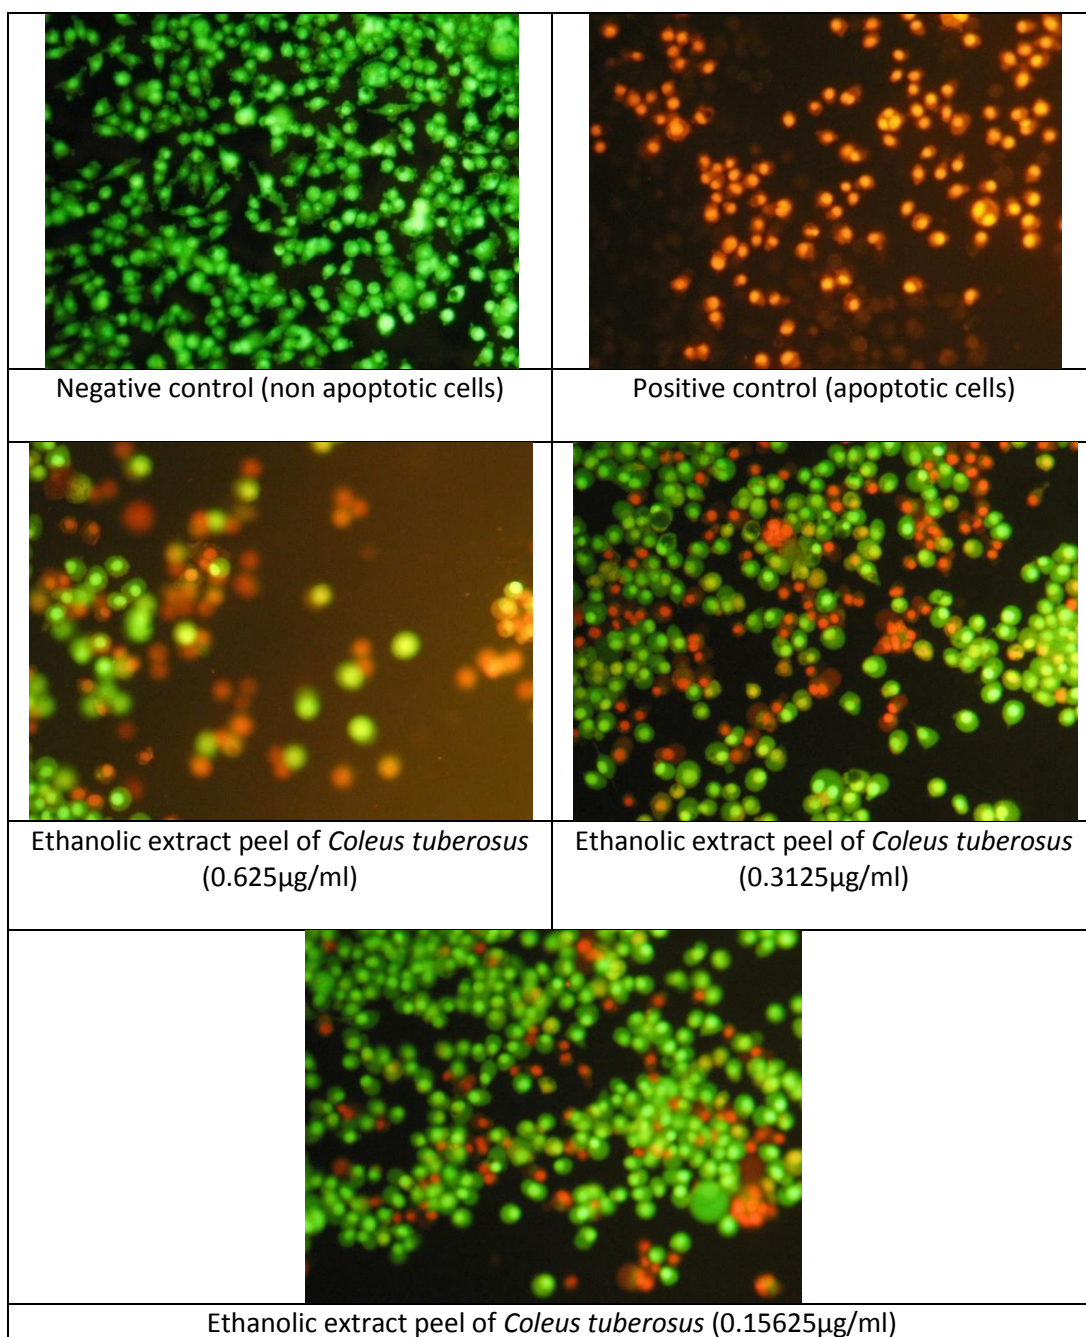 Negative control (non apoptotic cells)
Positive control (apoptotic cells)
Ethanolic extract peel of Coleus tuberosus
(0.625µg/ml)
Ethanolic extract peel of Coleus tuberosus
(0.3125µg/ml)
Ethanolic extract peel of Coleus tuberosus (0.15625µg/ml)